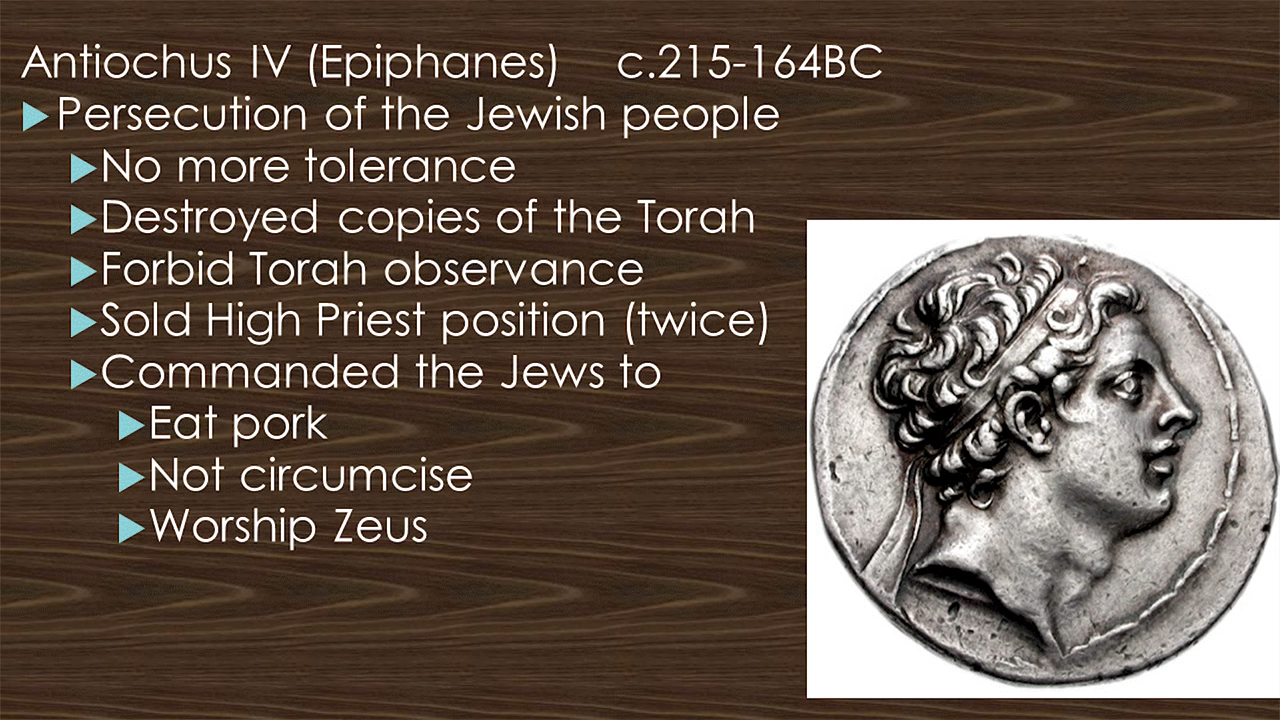 Antiochus IV (Epiphanes) c.215-164BC
Persecution of the Jewish people
No more tolerance
Destroyed copies of the Torah
Forbid Torah observance
Sold High Priest position (twice)
Commanded the Jews to
Eat pork
Not circumcise
Worship Zeus